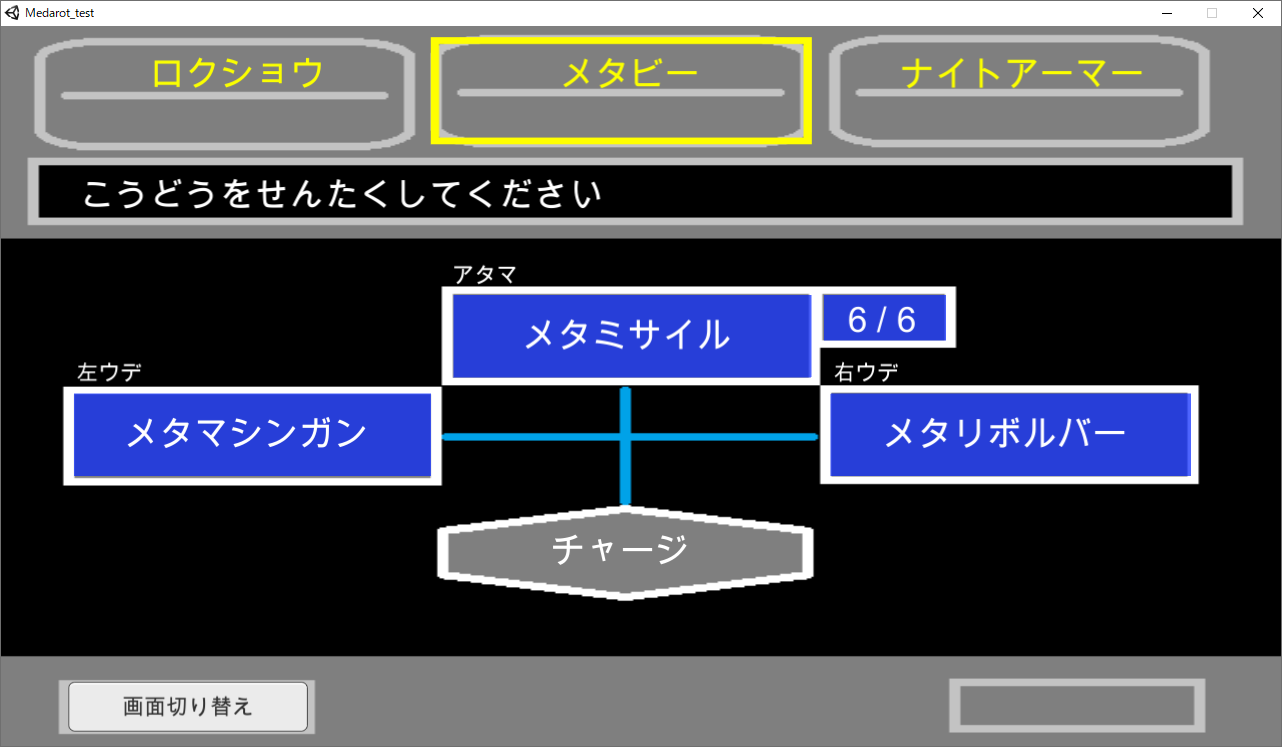 Medarot_test
ロクショウ
メタビー
ナイトアーマー
こうどうをせんたくしてください
アタマ
メタミサイル
6 / 6
左ウデ
メタマシンガン
右ウデ
メタリボルバー
チャージ
画面切り替え